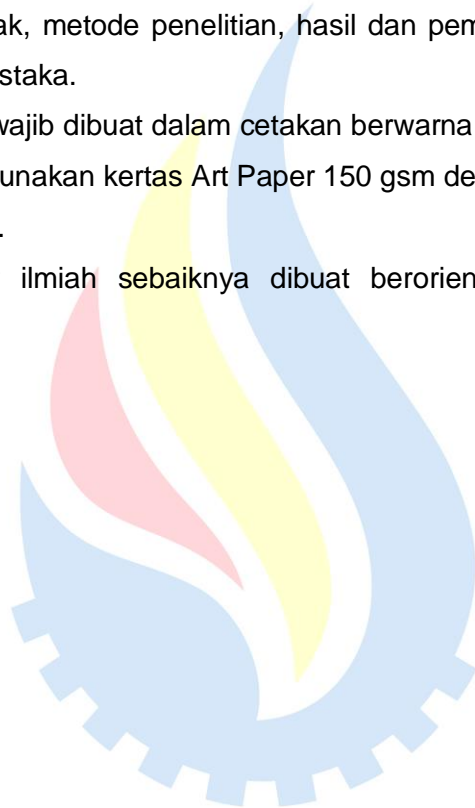 ak, metode penelitian, hasil dan pem
staka.
wajib dibuat dalam cetakan berwarna
unakan kertas Art Paper 150 gsm de
.
ilmiah sebaiknya dibuat berorien